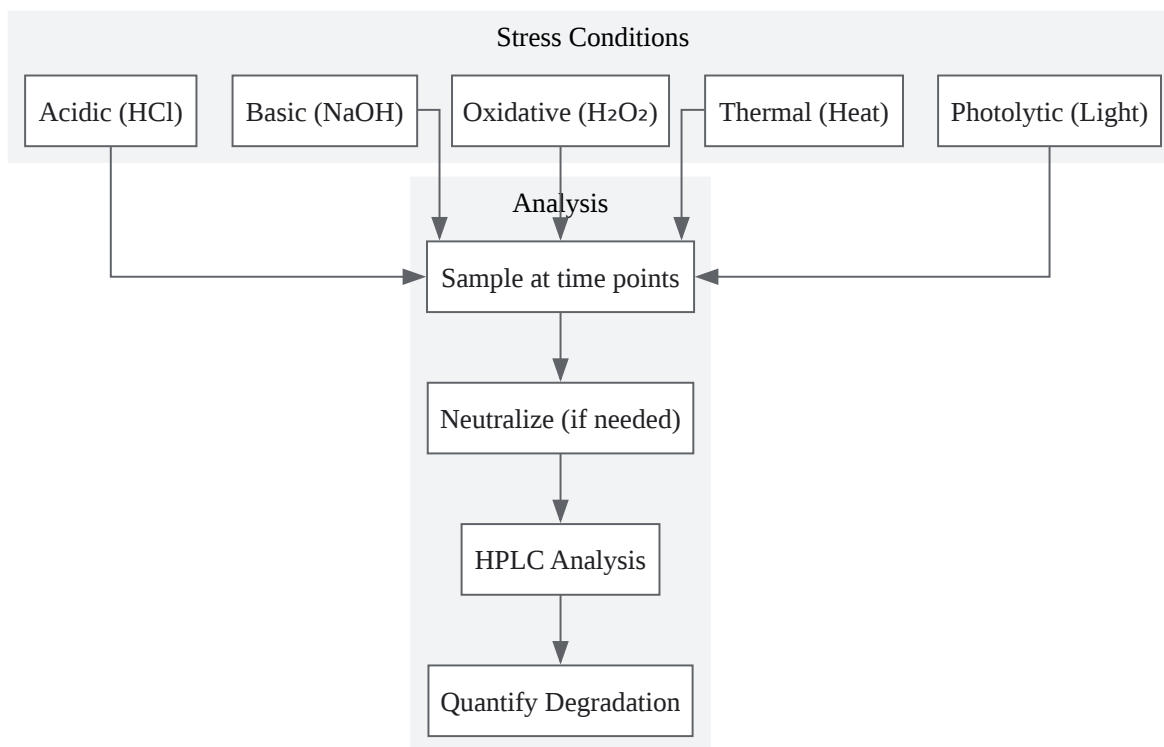 Stress Conditions
Acidic (HCl)
Basic (NaOH)
Oxidative (H₂O₂)
Thermal (Heat)
Photolytic (Light)
Analysis
Sample at time points
Neutralize (if needed)
HPLC Analysis
Quantify Degradation